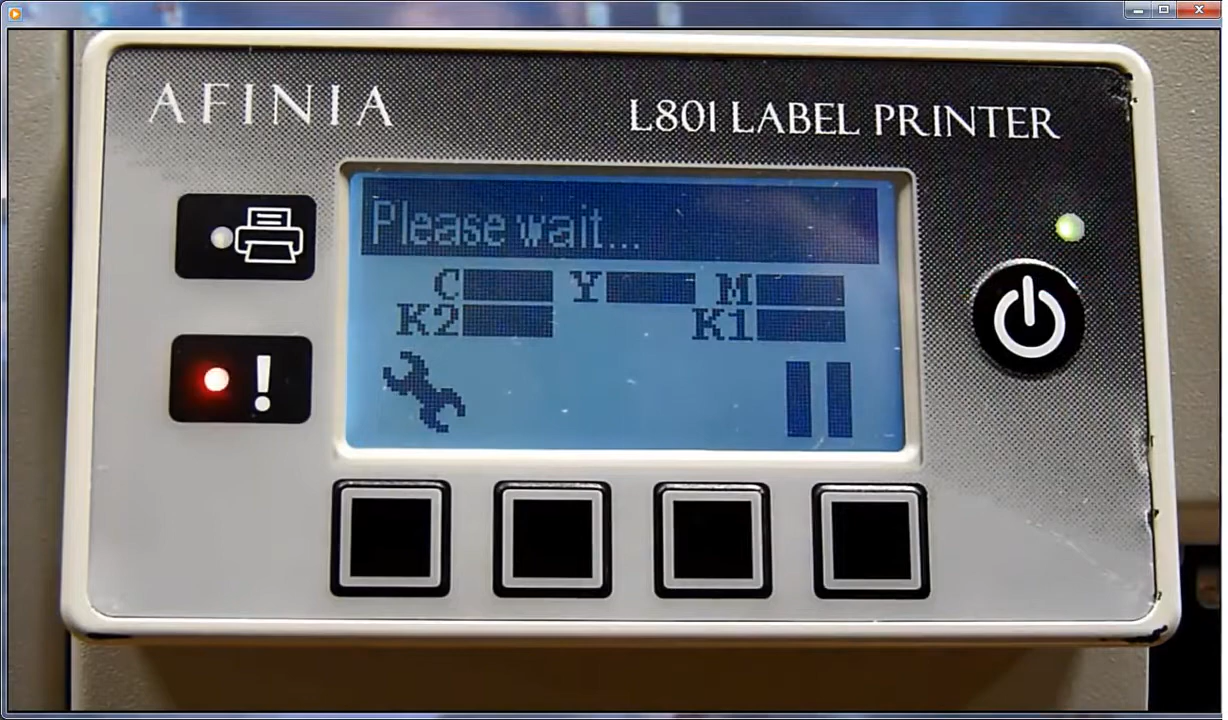 AFINIA
L801 LABEL PRINTER
Please wait...
C Y M
K2 K1
!